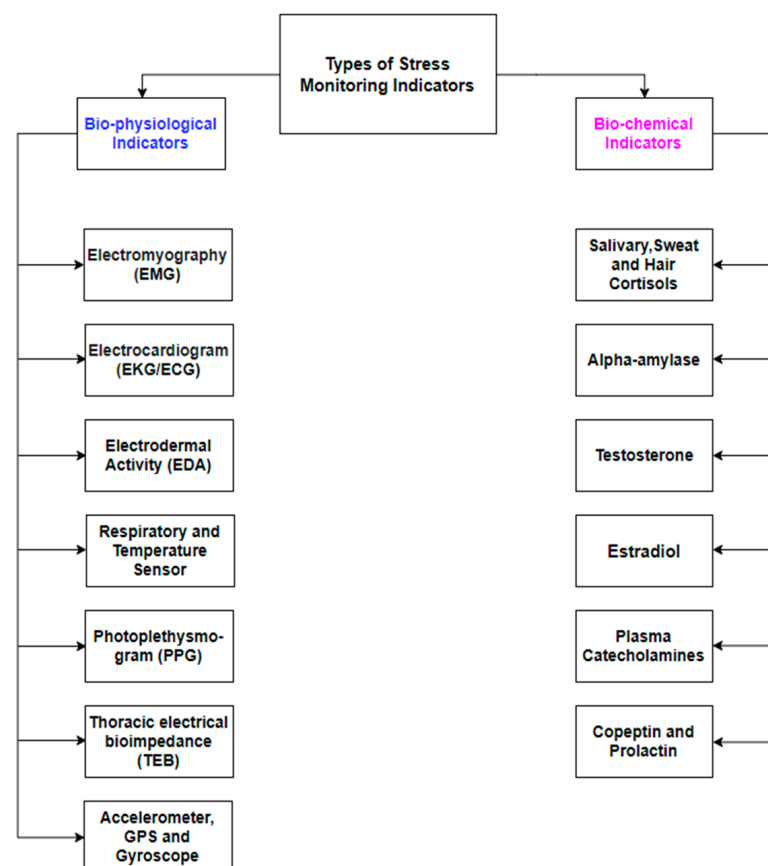 Types of Stress
Monitoring Indicators
Bio-physiological
Indicators
Bio-chemical
Indicators
Electromyography
(EMG)
Electrocardiogram
(EKG/ECG)
Electrodermal
Activity (EDA)
Respiratory and
Temperature
Sensor
Photoplethysmo-
gram (PPG)
Thoracic electrical
bioimpedance
(TEB)
Accelerometer,
GPS and
Gyroscope
Salivary,Sweat
and Hair
Cortisols
Alpha-amylase
Testosterone
Estradiol
Plasma
Catecholamines
Copeptin and
Prolactin